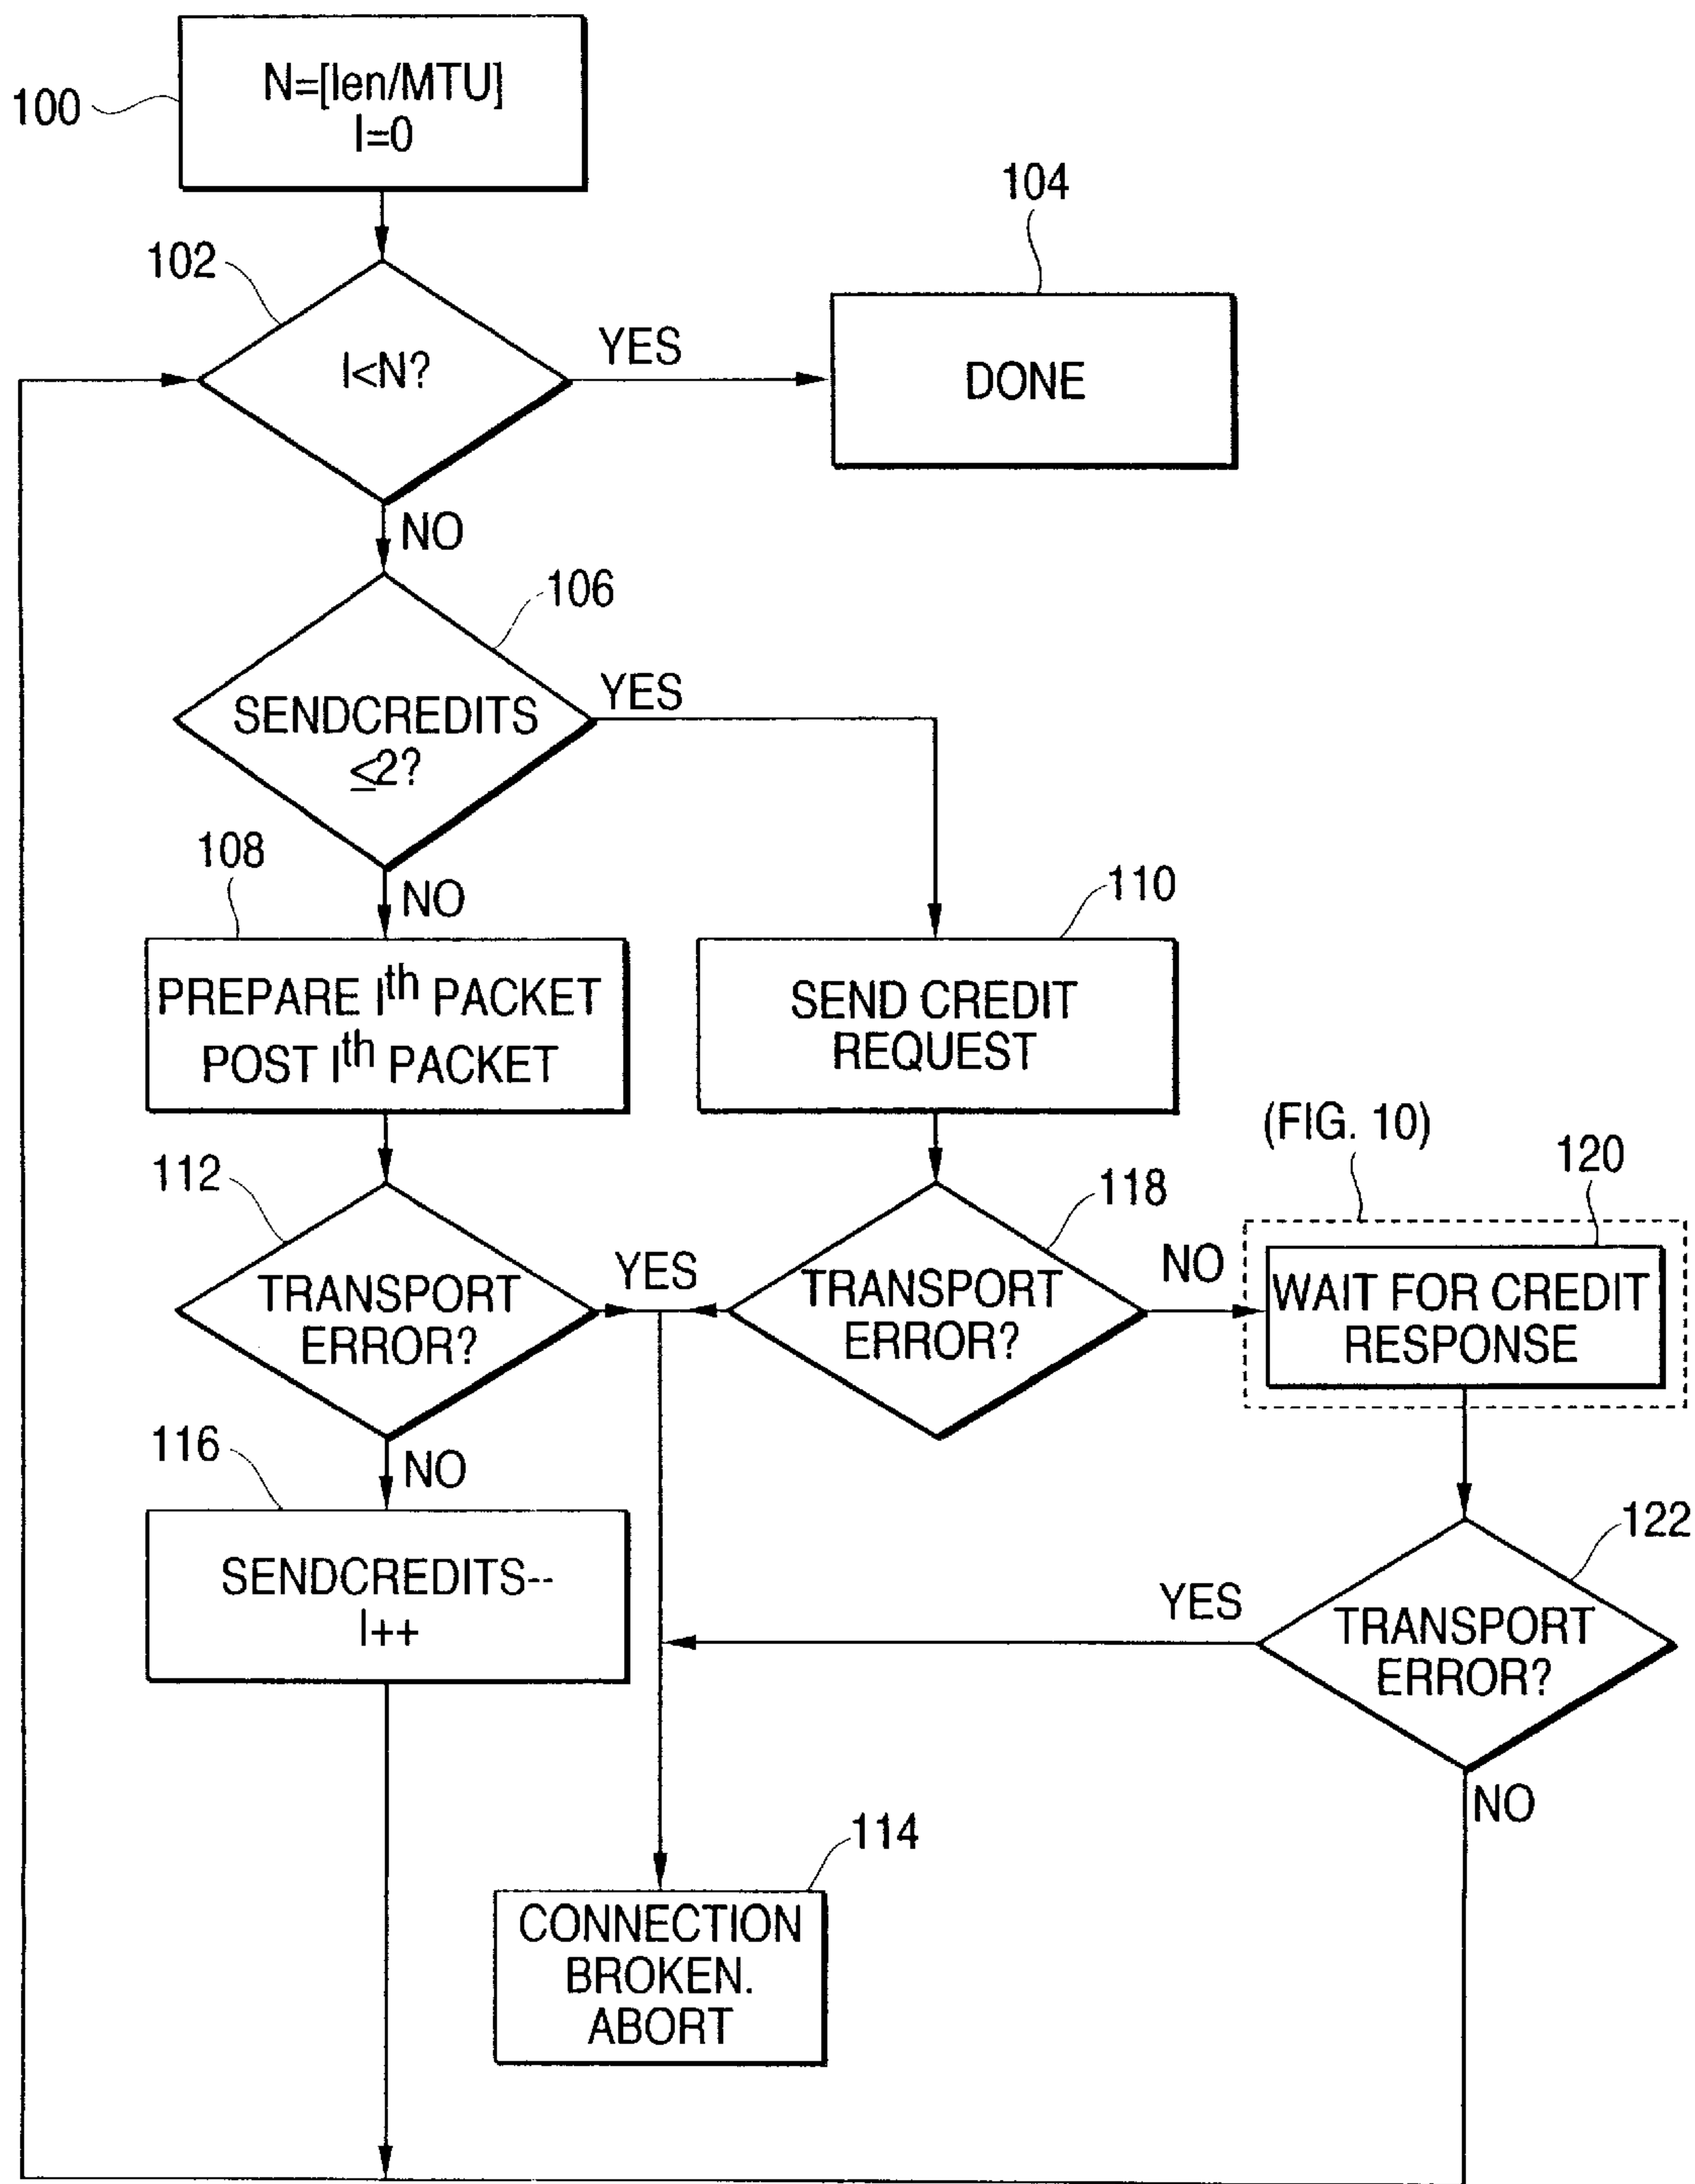 100
N=[len/MTU]
I=0
104
102
I<N?
YES
DONE
NO
106
SENDCREDITS
≤2?
YES
108
NO
110
PREPARE Ith PACKET
POST Ith PACKET
SEND CREDIT
REQUEST
(FIG. 10)
112
118
120
TRANSPORT
ERROR?
YES
TRANSPORT
ERROR?
NO
WAIT FOR CREDIT
RESPONSE
116
NO
122
SENDCREDITS--
I++
YES
TRANSPORT
ERROR?
NO
114
CONNECTION
BROKEN.
ABORT